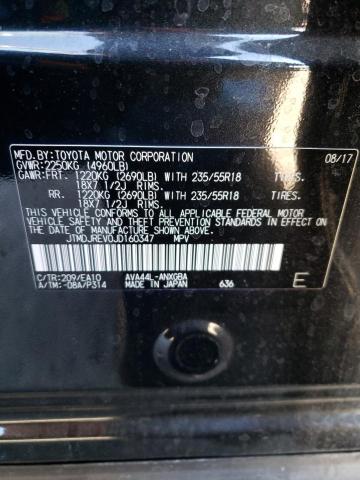 MFD.BY:TOYOTA MOTOR CORPORATION 08/17
GVWR:2250KG (4960LB)
GAWR:FRT. 1220KG (2690LB) WITH 235/55R18 TIRES,
18X7 1/2J RIMS.
RR. 1220KG (2690LB) WITH 235/55R18 TIRES,
18X7 1/2J RIMS.
THIS VEHICLE CONFORMS TO ALL APPLICABLE FEDERAL MOTOR
VEHICLE SAFETY, BUMPER, AND THEFT PREVENTION STANDARDS IN
EFFECT ON THE DATE OF MANUFACTURE SHOWN ABOVE.
JTMDJREV0JD160347 MPV
C/TR:209/EA10 AVA44L-ANXGBA
A/TM:-08A/P314 MADE IN JAPAN 636 E